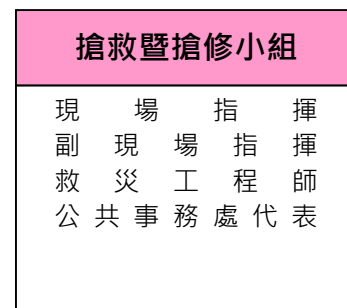 搶救暨搶修小組
現場指揮
副現場指揮
救災工程師
公共事務處代表